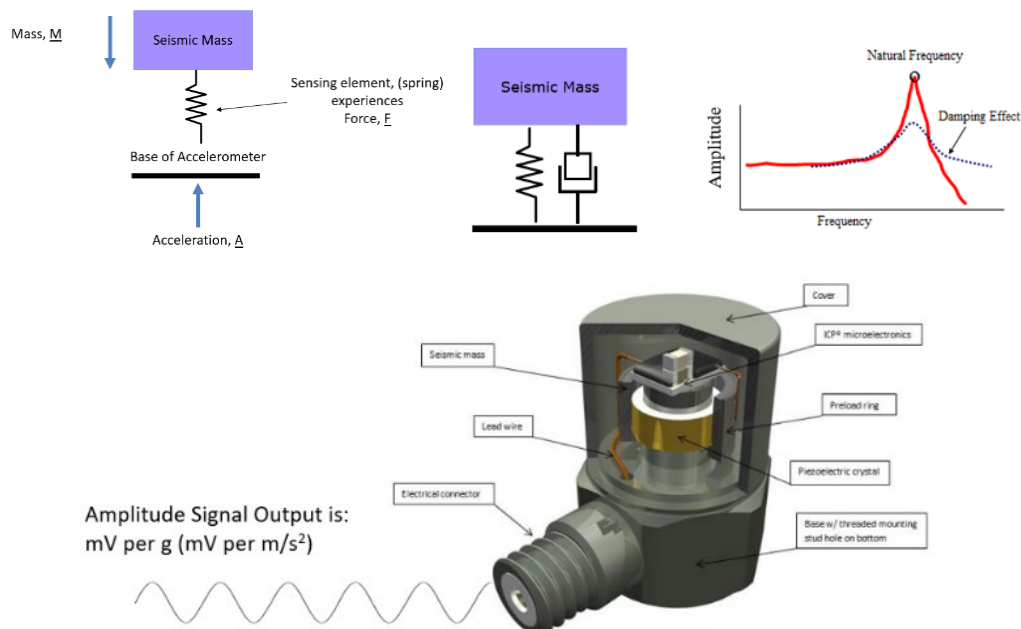 Mass, M
Seismic Mass
Sensing element, (spring)
experiences
Force, F
Base of Accelerometer
Acceleration, A
Seismic Mass
Natural Frequency
Damping Effect
Amplitude
Frequency
Cover
ICP® microelectronics
Seismic mass
Preload ring
Lead wire
Piezoelectric crystal
Electrical connector
Base w/ threaded mounting
stud hole on bottom
Amplitude Signal Output is:
mV per g (mV per m/s²)